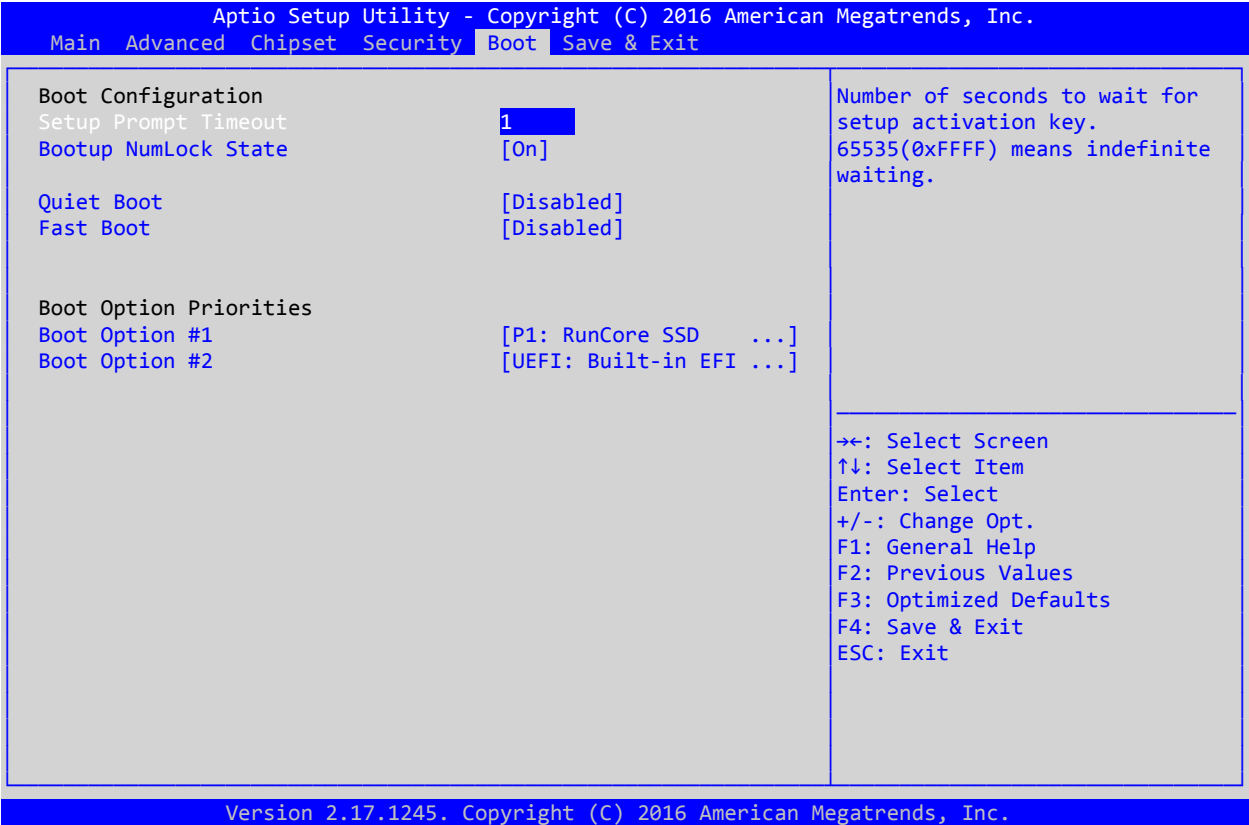 Aptio Setup Utility - Copyright (C) 2016 American Megatrends, Inc.
Main Advanced Chipset Security Boot Save & Exit
Boot Configuration
Setup Prompt Timeout 1
Bootup NumLock State [On]
Quiet Boot [Disabled]
Fast Boot [Disabled]
Boot Option Priorities
Boot Option #1 [P1: RunCore SSD ...]
Boot Option #2 [UEFI: Built-in EFI ...]
Number of seconds to wait for
setup activation key.
65535(0xFFFF) means indefinite
waiting.
→←: Select Screen
↑↓: Select Item
Enter: Select
+/-: Change Opt.
F1: General Help
F2: Previous Values
F3: Optimized Defaults
F4: Save & Exit
ESC: Exit
Version 2.17.1245. Copyright (C) 2016 American Megatrends, Inc.